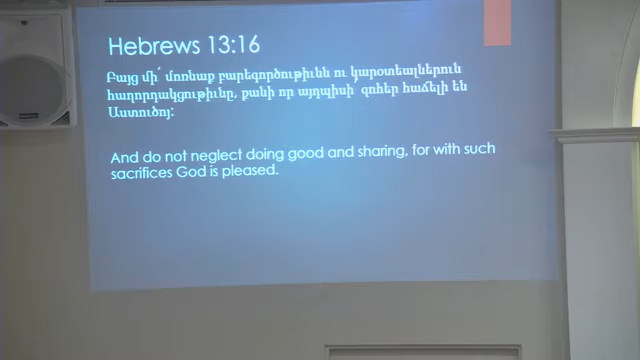 Hebrews 13:16
Բայց մի՛ մոռնաք բարեգործութիւնն ու կարօտեալներուն
հաղորդակցութիւնը, քանի որ այդպիսի զոհեր հաճելի են
Աստուծոյ:
And do not neglect doing good and sharing, for with such
sacrifices God is pleased.